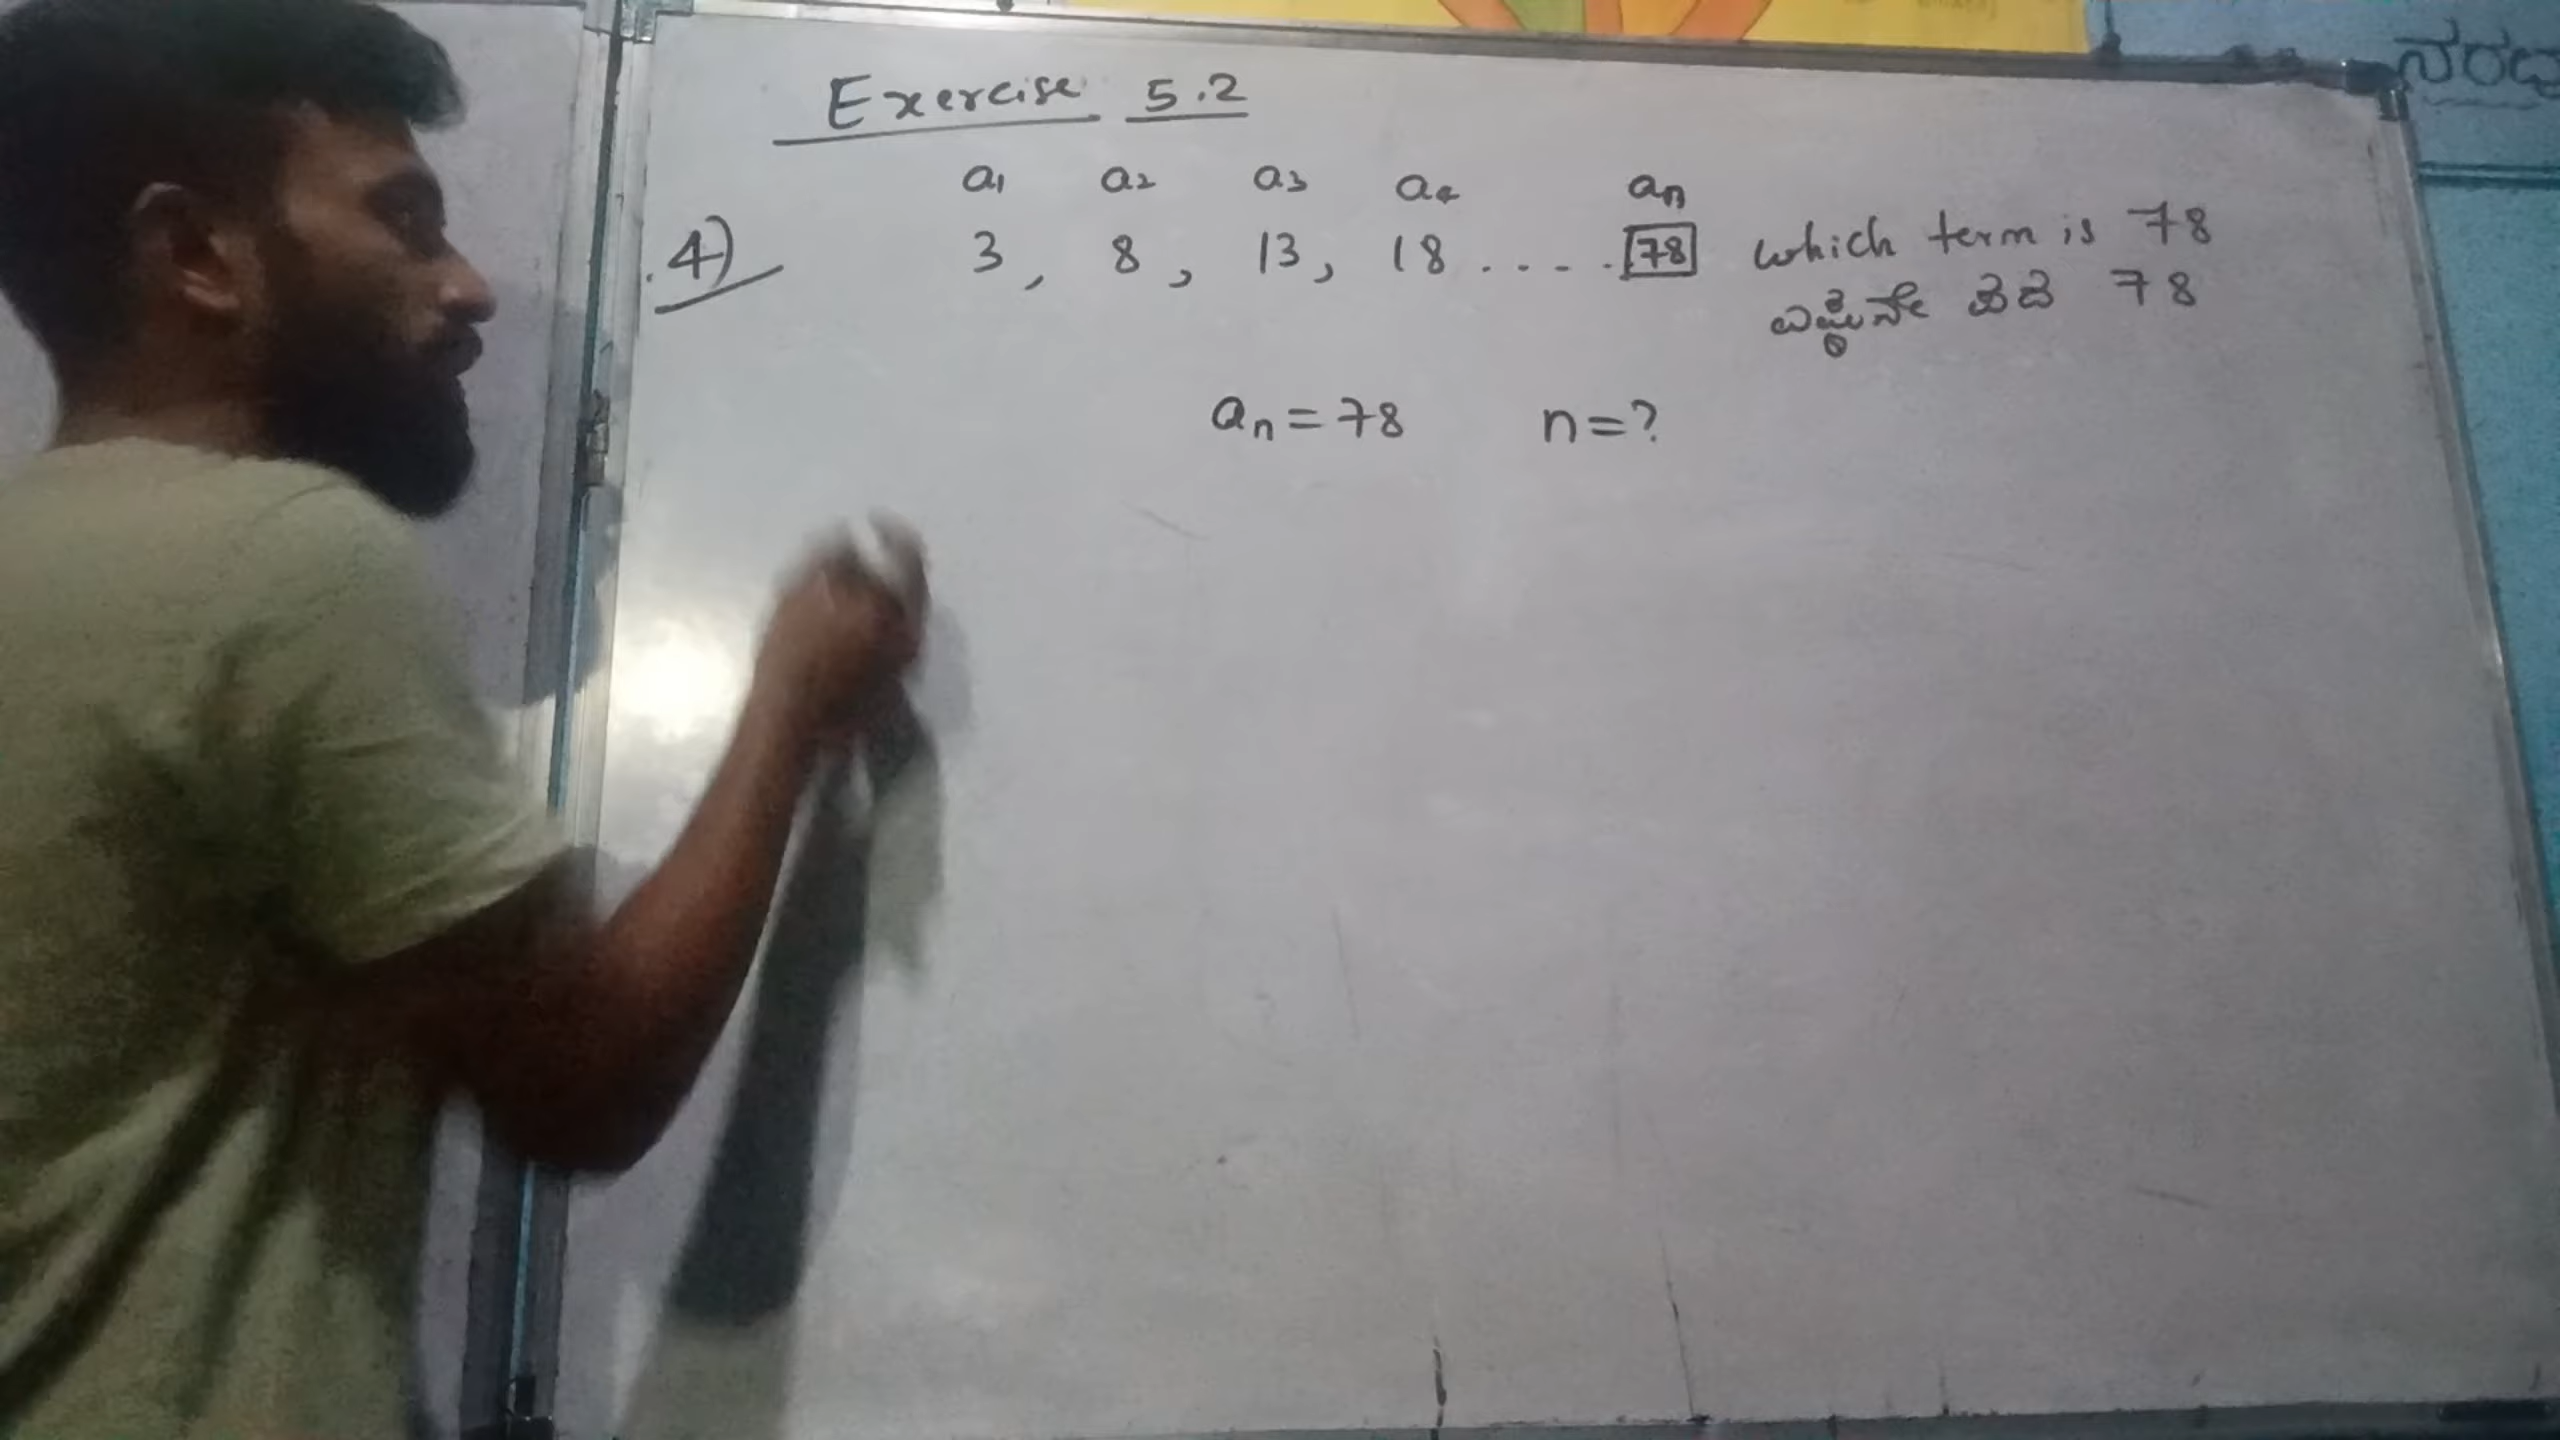 Exercise 5.2
a₁ a₂ a₃ a₄ aₙ
4) 3, 8, 13, 18 ..... 78 which term is 78
ಎಷ್ಟನೇ ಪದ 78
aₙ = 78 n = ?